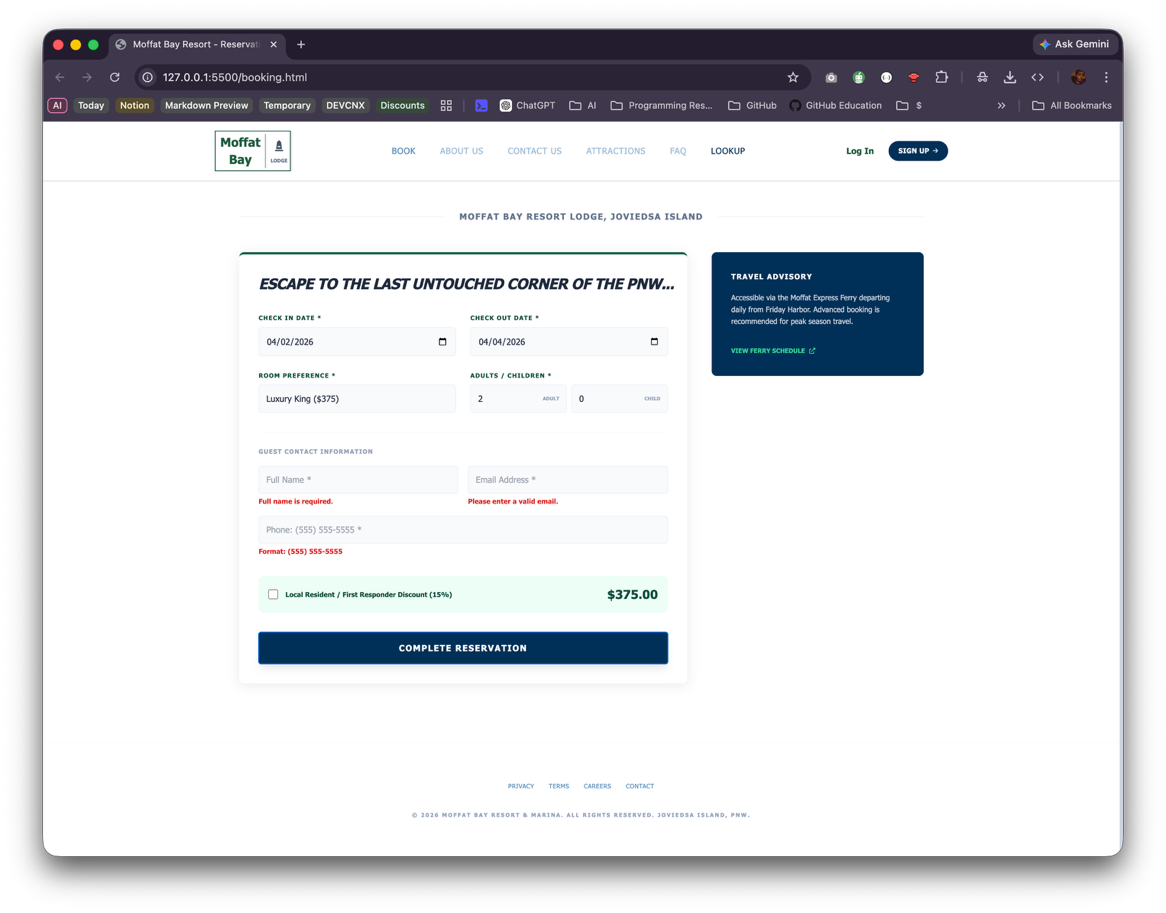 Moffat Bay Resort - Reservati
Ask Gemini
127.0.0.1:5500/booking.html
AI Today Notion Markdown Preview Temporary DEVCNX Discounts ChatGPT AI Programming Res... GitHub GitHub Education $ » All Bookmarks
Moffat
Bay
LODGE
BOOK ABOUT US CONTACT US ATTRACTIONS FAQ LOOKUP
Log In SIGN UP →
MOFFAT BAY RESORT LODGE, JOVIEDSA ISLAND
ESCAPE TO THE LAST UNTOUCHED CORNER OF THE PNW...
CHECK IN DATE * CHECK OUT DATE *
04/02/2026 04/04/2026
ROOM PREFERENCE * ADULTS / CHILDREN *
Luxury King ($375) 2 ADULT 0 CHILD
GUEST CONTACT INFORMATION
Full Name * Email Address *
Full name is required. Please enter a valid email.
Phone: (555) 555-5555 *
Format: (555) 555-5555
Local Resident / First Responder Discount (15%) $375.00
COMPLETE RESERVATION
TRAVEL ADVISORY
Accessible via the Moffat Express Ferry departing
daily from Friday Harbor. Advanced booking is
recommended for peak season travel.
VIEW FERRY SCHEDULE
PRIVACY TERMS CAREERS CONTACT
© 2026 MOFFAT BAY RESORT & MARINA. ALL RIGHTS RESERVED. JOVIEDSA ISLAND, PNW.